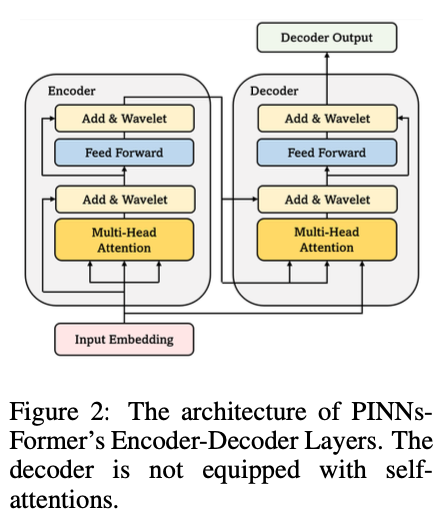 Decoder Output
Encoder
Add & Wavelet
Feed Forward
Add & Wavelet
Multi-Head
Attention
Decoder
Add & Wavelet
Feed Forward
Add & Wavelet
Multi-Head
Attention
Input Embedding
Figure 2: The architecture of PINNs-
Former's Encoder-Decoder Layers. The
decoder is not equipped with self-
attentions.